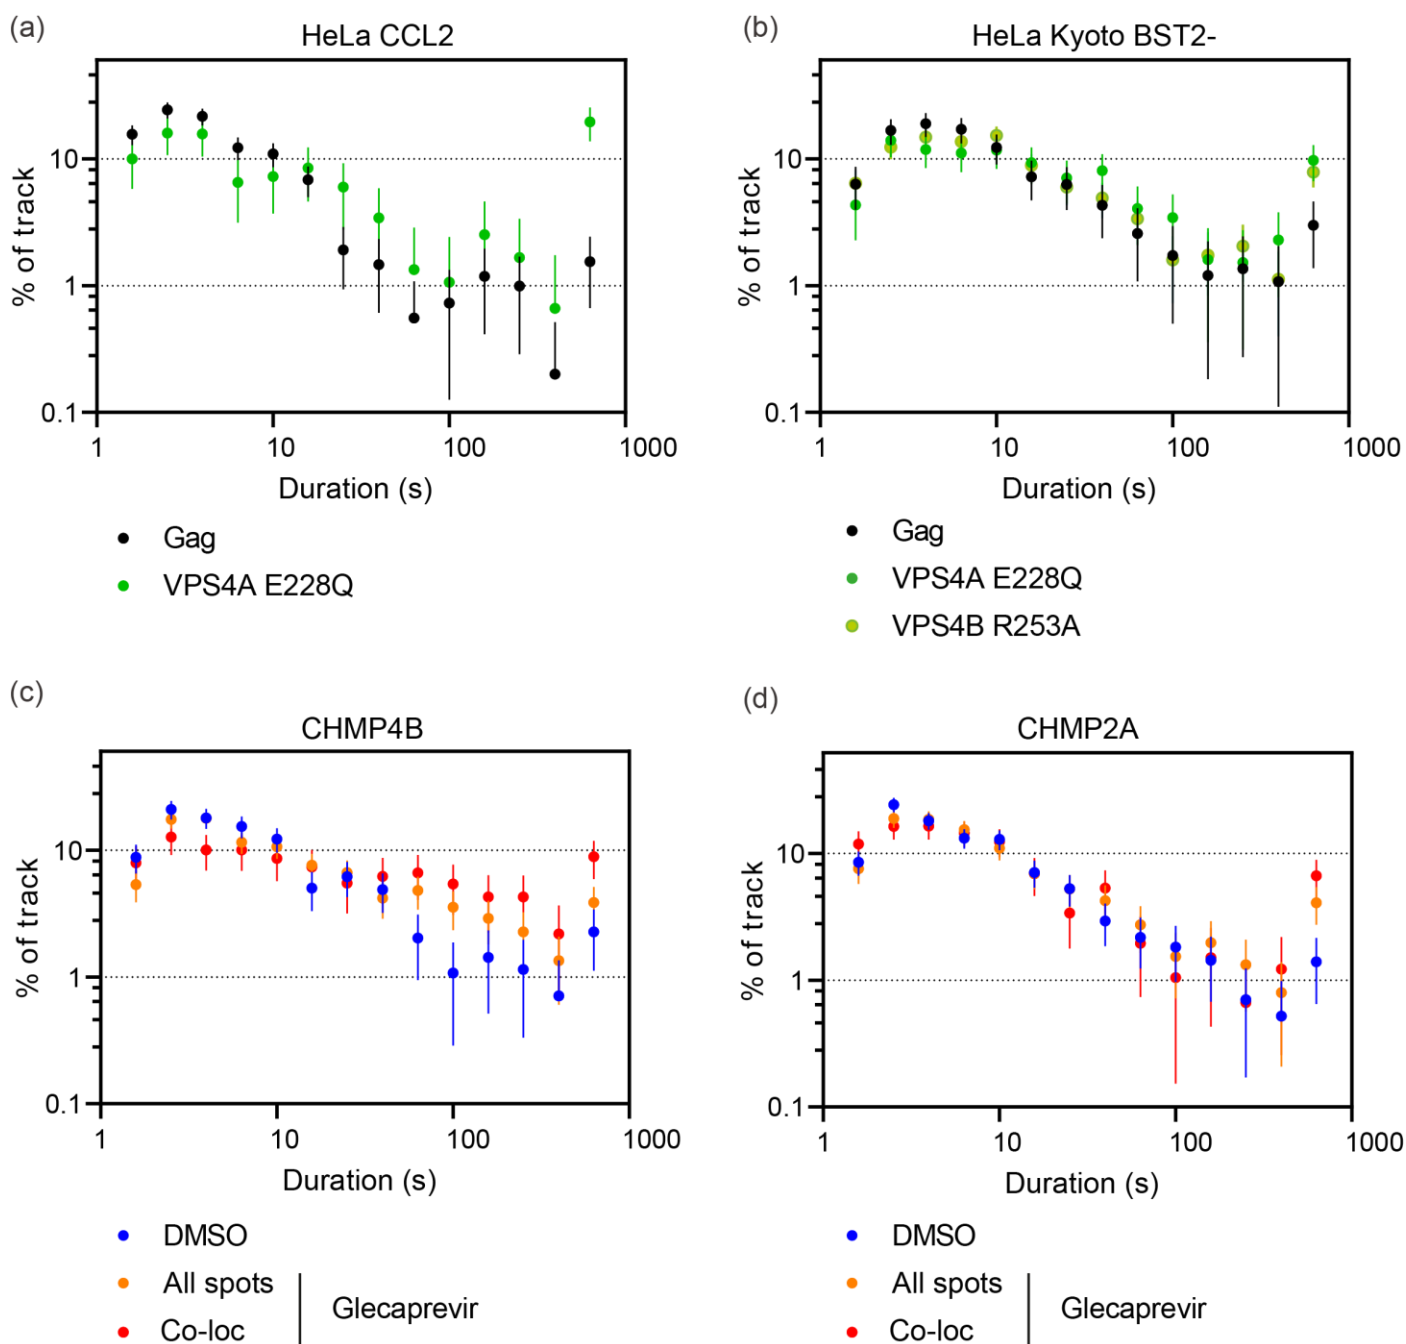 (a)
HeLa CCL2
% of track
10
1
0.1
1 10 100 1000
Duration (s)
Gag
VPS4A E228Q
(b)
HeLa Kyoto BST2-
% of track
10
1
0.1
1 10 100 1000
Duration (s)
Gag
VPS4A E228Q
VPS4B R253A
(c)
CHMP4B
% of track
10
1
0.1
1 10 100 1000
Duration (s)
DMSO
All spots
Co-loc
Glecaprevir
(d)
CHMP2A
% of track
10
1
0.1
1 10 100 1000
Duration (s)
DMSO
All spots
Co-loc
Glecaprevir